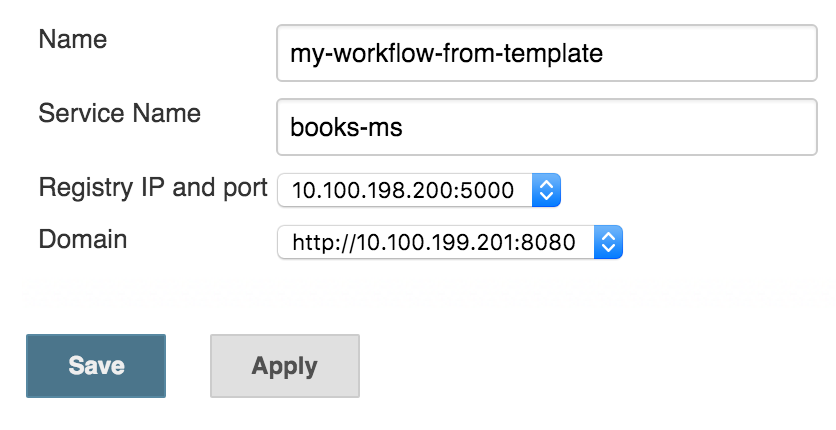 Name my-workflow-from-template
Service Name books-ms
Registry IP and port 10.100.198.200:5000
Domain http://10.100.199.201:8080
Save Apply